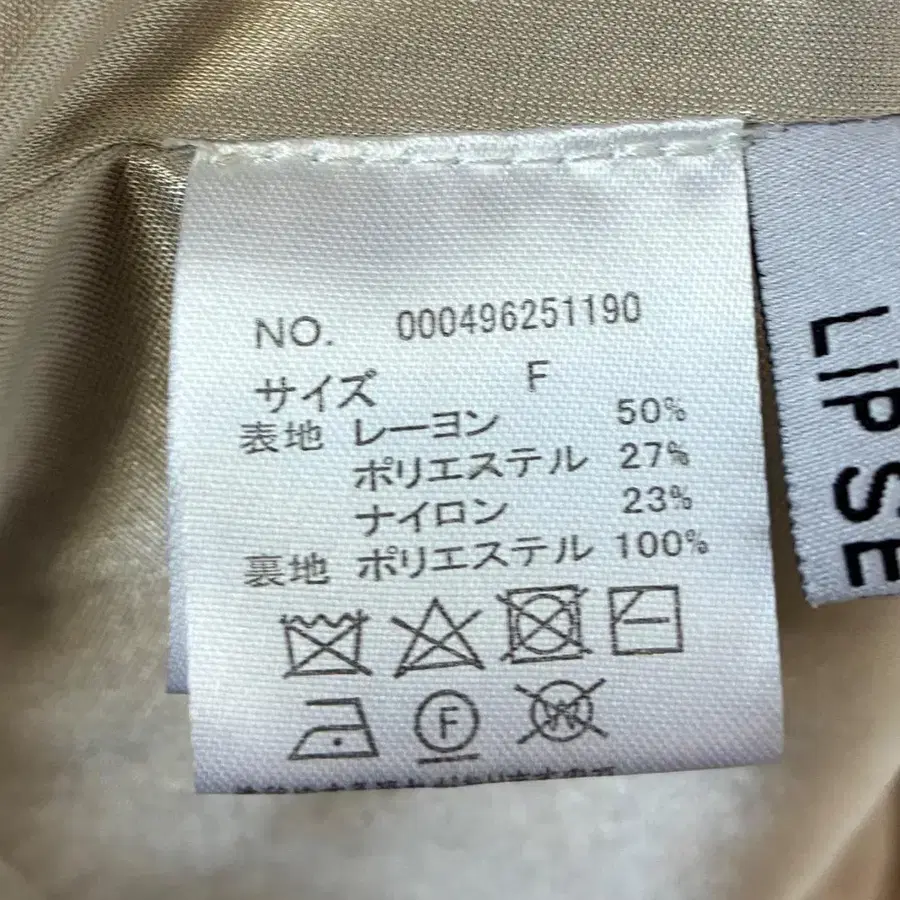 NO. 000496251190
サイズ F
表地 レーヨン 50%
ポリエステル 27%
ナイロン 23%
裏地 ポリエステル 100%
F
W
LIPSE